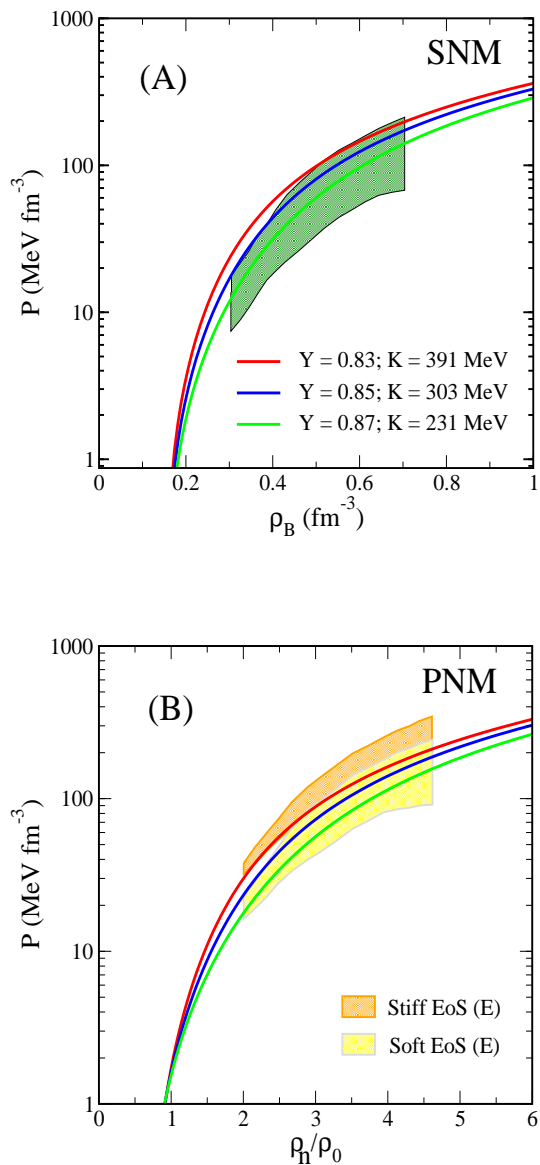 1000
(A)
SNM
100
P (MeV fm⁻³)
10
Y = 0.83; K = 391 MeV
Y = 0.85; K = 303 MeV
Y = 0.87; K = 231 MeV
1
0 0.2 0.4 0.6 0.8 1
ρ_B (fm⁻³)
1000
(B)
PNM
100
P (MeV fm⁻³)
10
Stiff EoS (E)
Soft EoS (E)
1
0 1 2 3 4 5 6
ρ_n/ρ_0